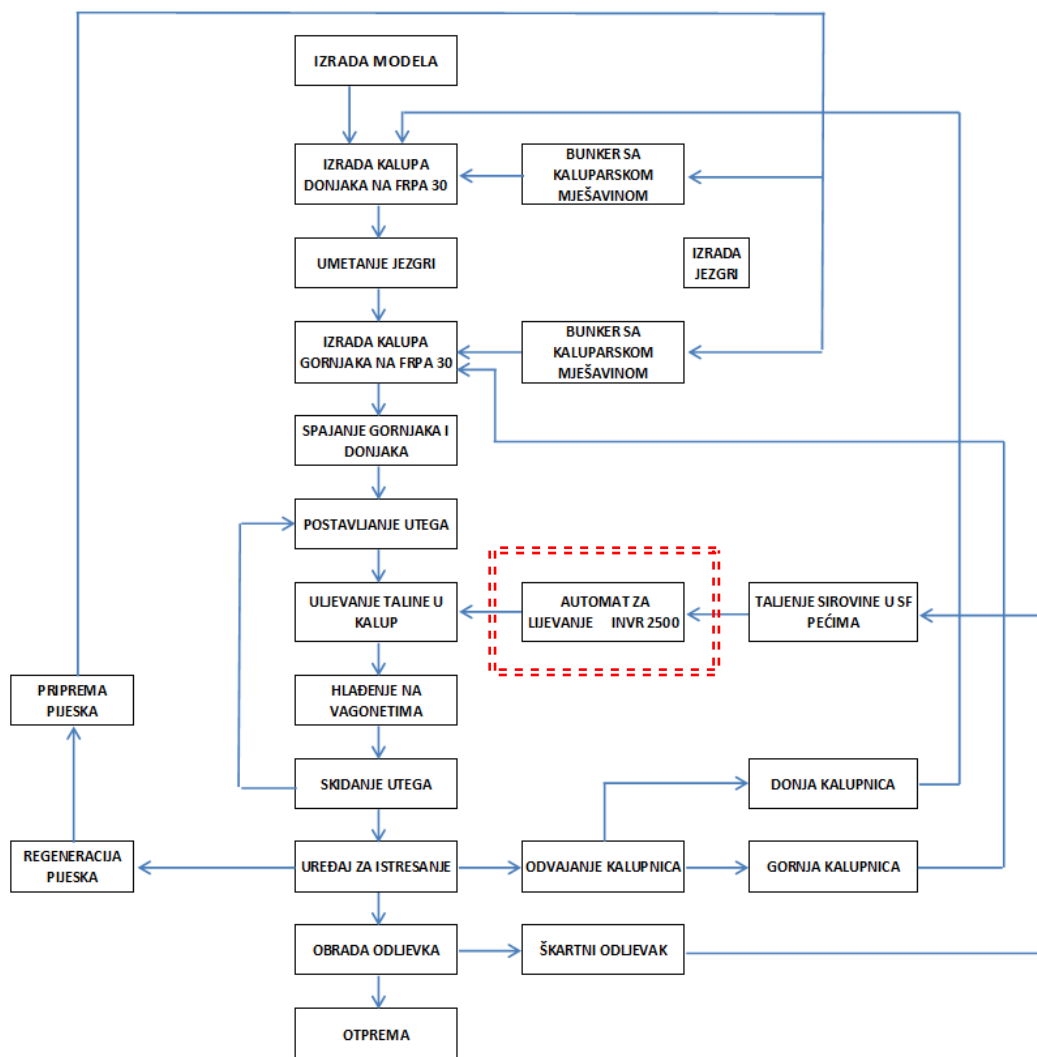 IZRADA MODELA
IZRADA KALUPA
DONJAKA NA FRPA 30
BUNKER SA
KALUPARSKOM
MJEŠAVINOM
UMETANJE JEZGRI
IZRADA
JEZGRI
IZRADA KALUPA
GORNJAKA NA FRPA 30
BUNKER SA
KALUPARSKOM
MJEŠAVINOM
SPAJANJE GORNJAKA I
DONJAKA
POSTAVLJANJE UTEGA
ULJEVANJE TALINE U
KALUP
AUTOMAT ZA
LIJEVANJE INVR 2500
TALJENJE SIROVINE U SF
PEĆIMA
HLAĐENJE NA
VAGONETIMA
PRIPREMA
PIJESKA
SKIDANJE UTEGA
DONJA KALUPNICA
REGENERACIJA
PIJESKA
UREĐAJ ZA ISTRESANJE
ODVAJANJE KALUPNICA
GORNJA KALUPNICA
OBRADA ODLJEVKA
ŠKARTNI ODLJEVAK
OTPREMA